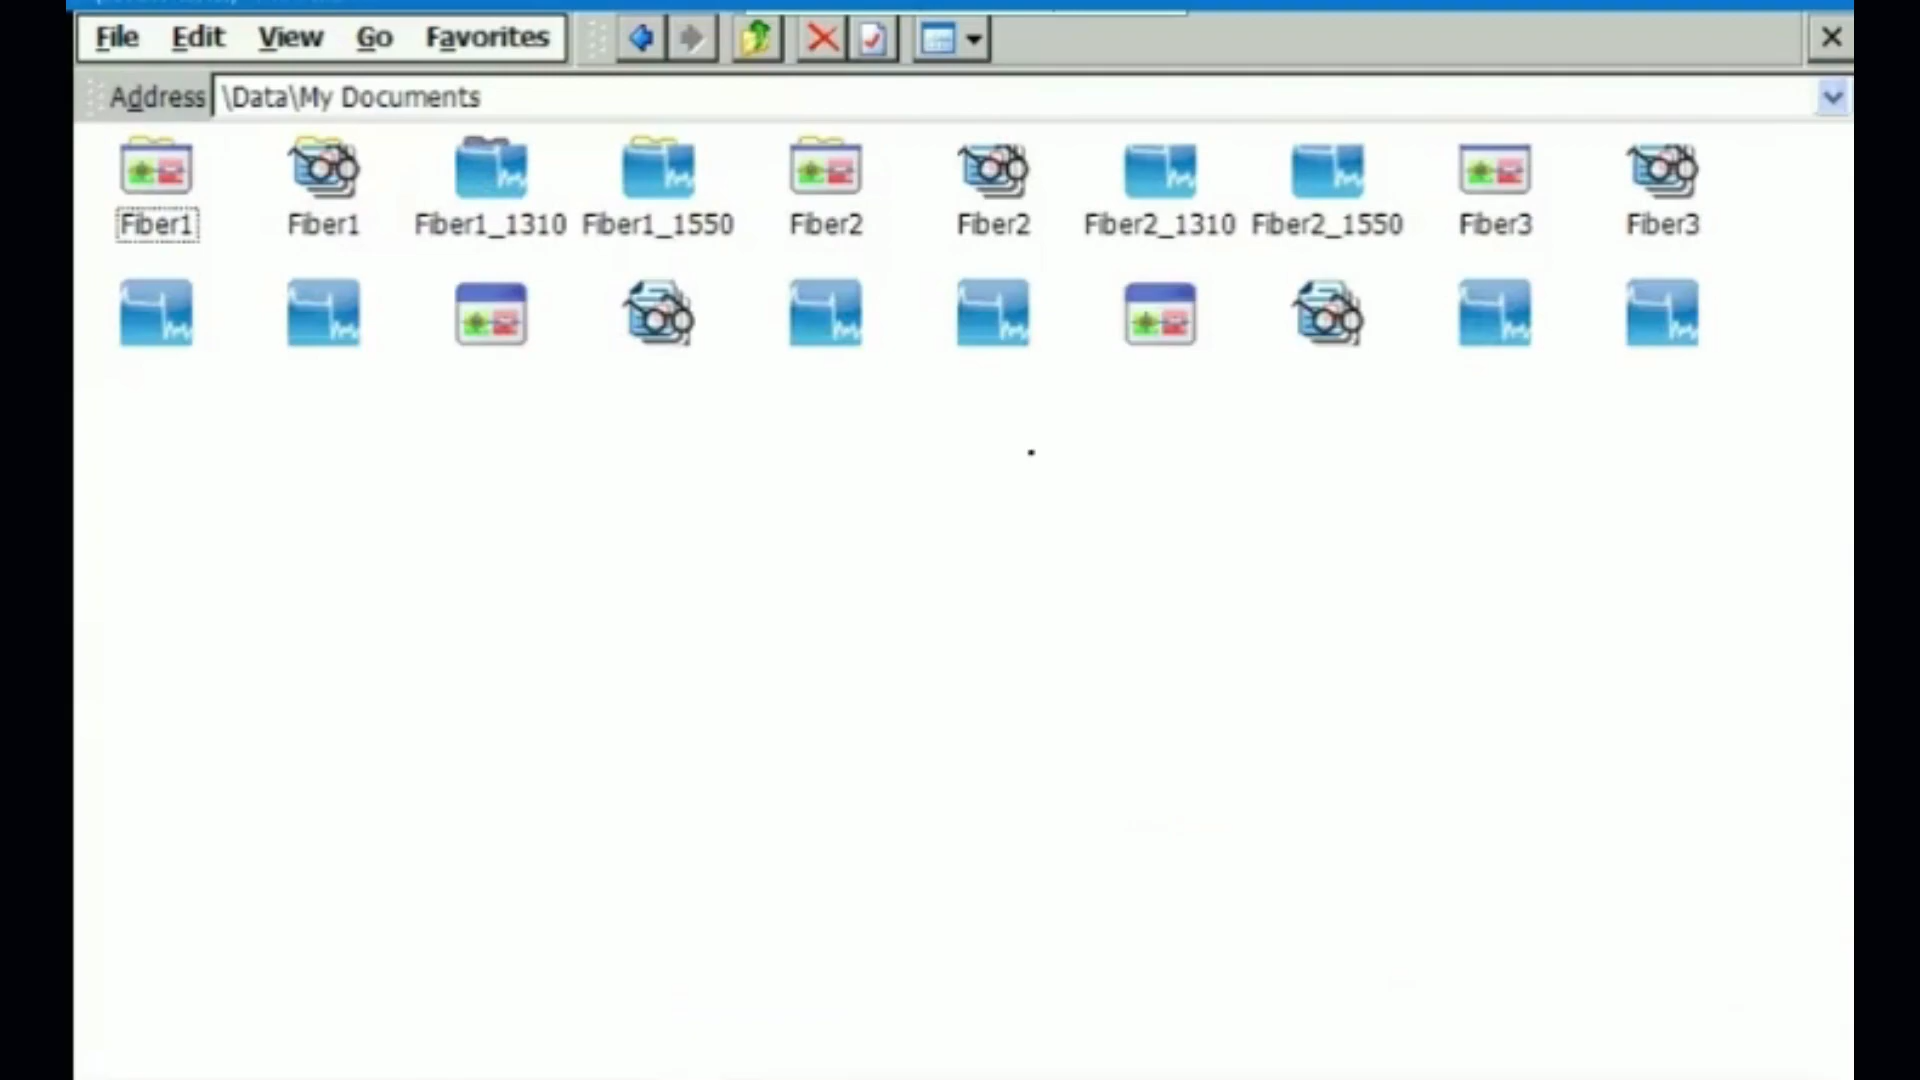 File Edit View Go Favorites
Address \Data\My Documents
Fiber1 Fiber1 Fiber1_1310 Fiber1_1550 Fiber2 Fiber2 Fiber2_1310 Fiber2_1550 Fiber3 Fiber3